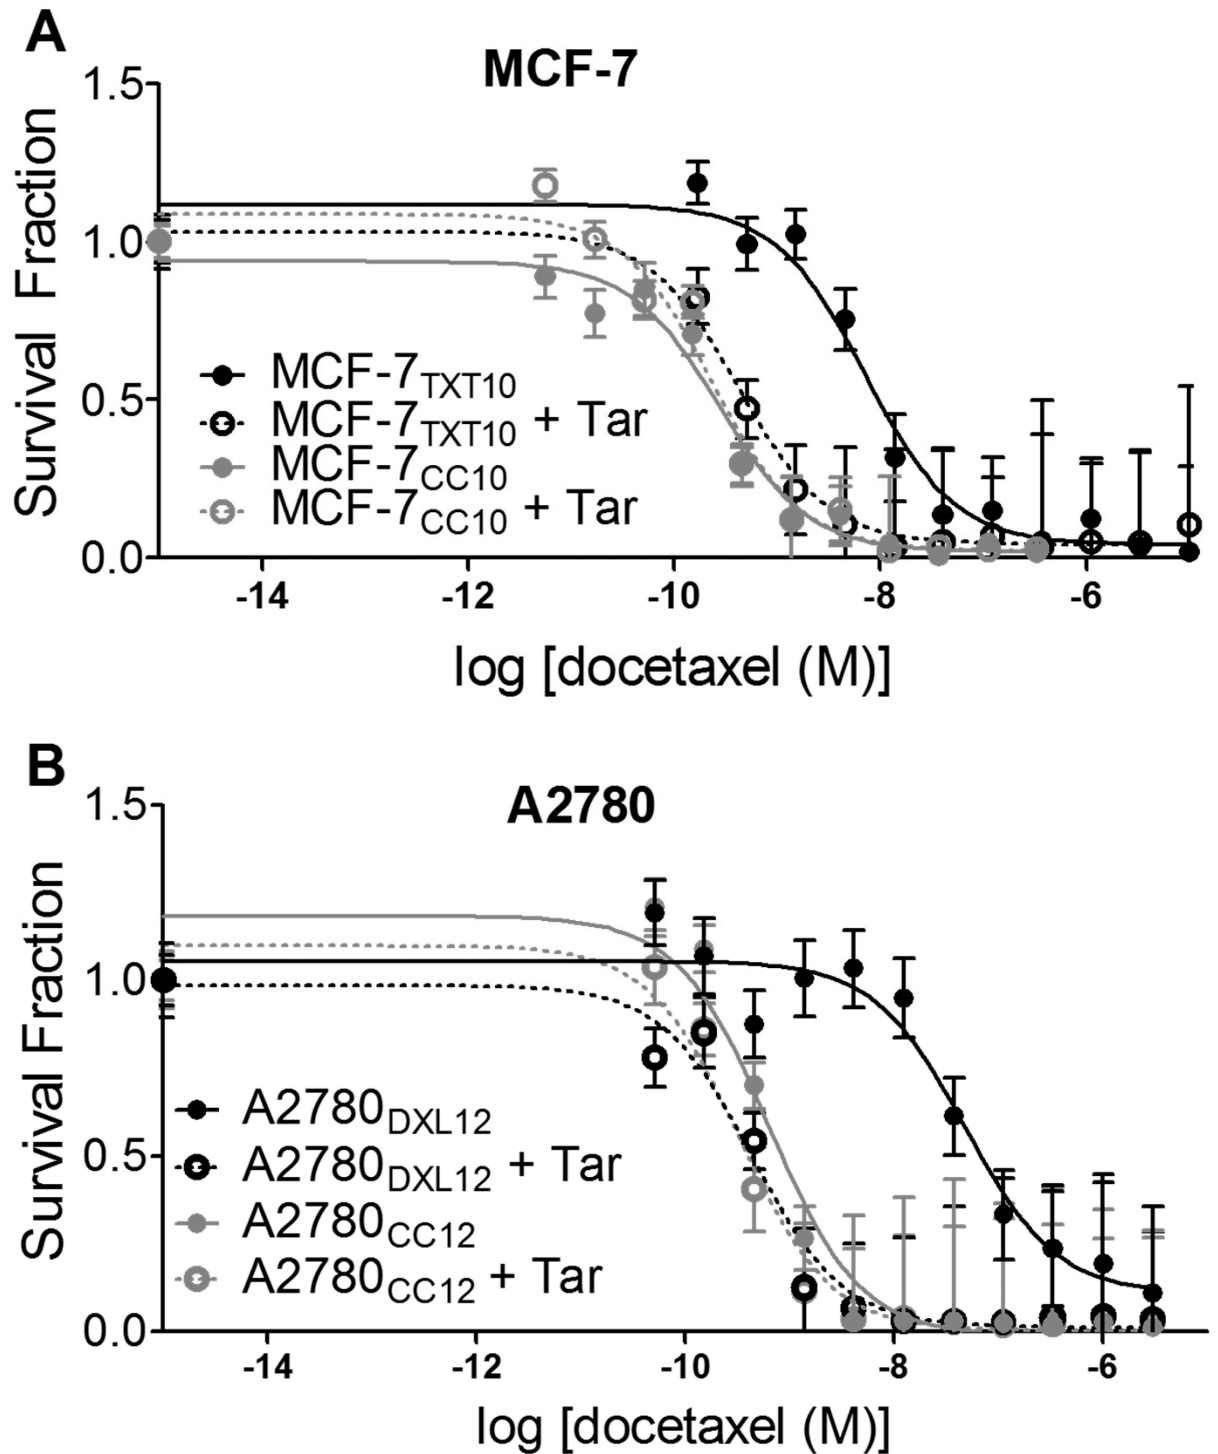 A
MCF-7
1.5
1.0
0.5
0.0
Survival Fraction
MCF-7TXT10
MCF-7TXT10 + Tar
MCF-7CC10
MCF-7CC10 + Tar
-14 -12 -10 -8 -6
log [docetaxel (M)]
B
A2780
1.5
1.0
0.5
0.0
Survival Fraction
A2780DXL12
A2780DXL12 + Tar
A2780CC12
A2780CC12 + Tar
-14 -12 -10 -8 -6
log [docetaxel (M)]